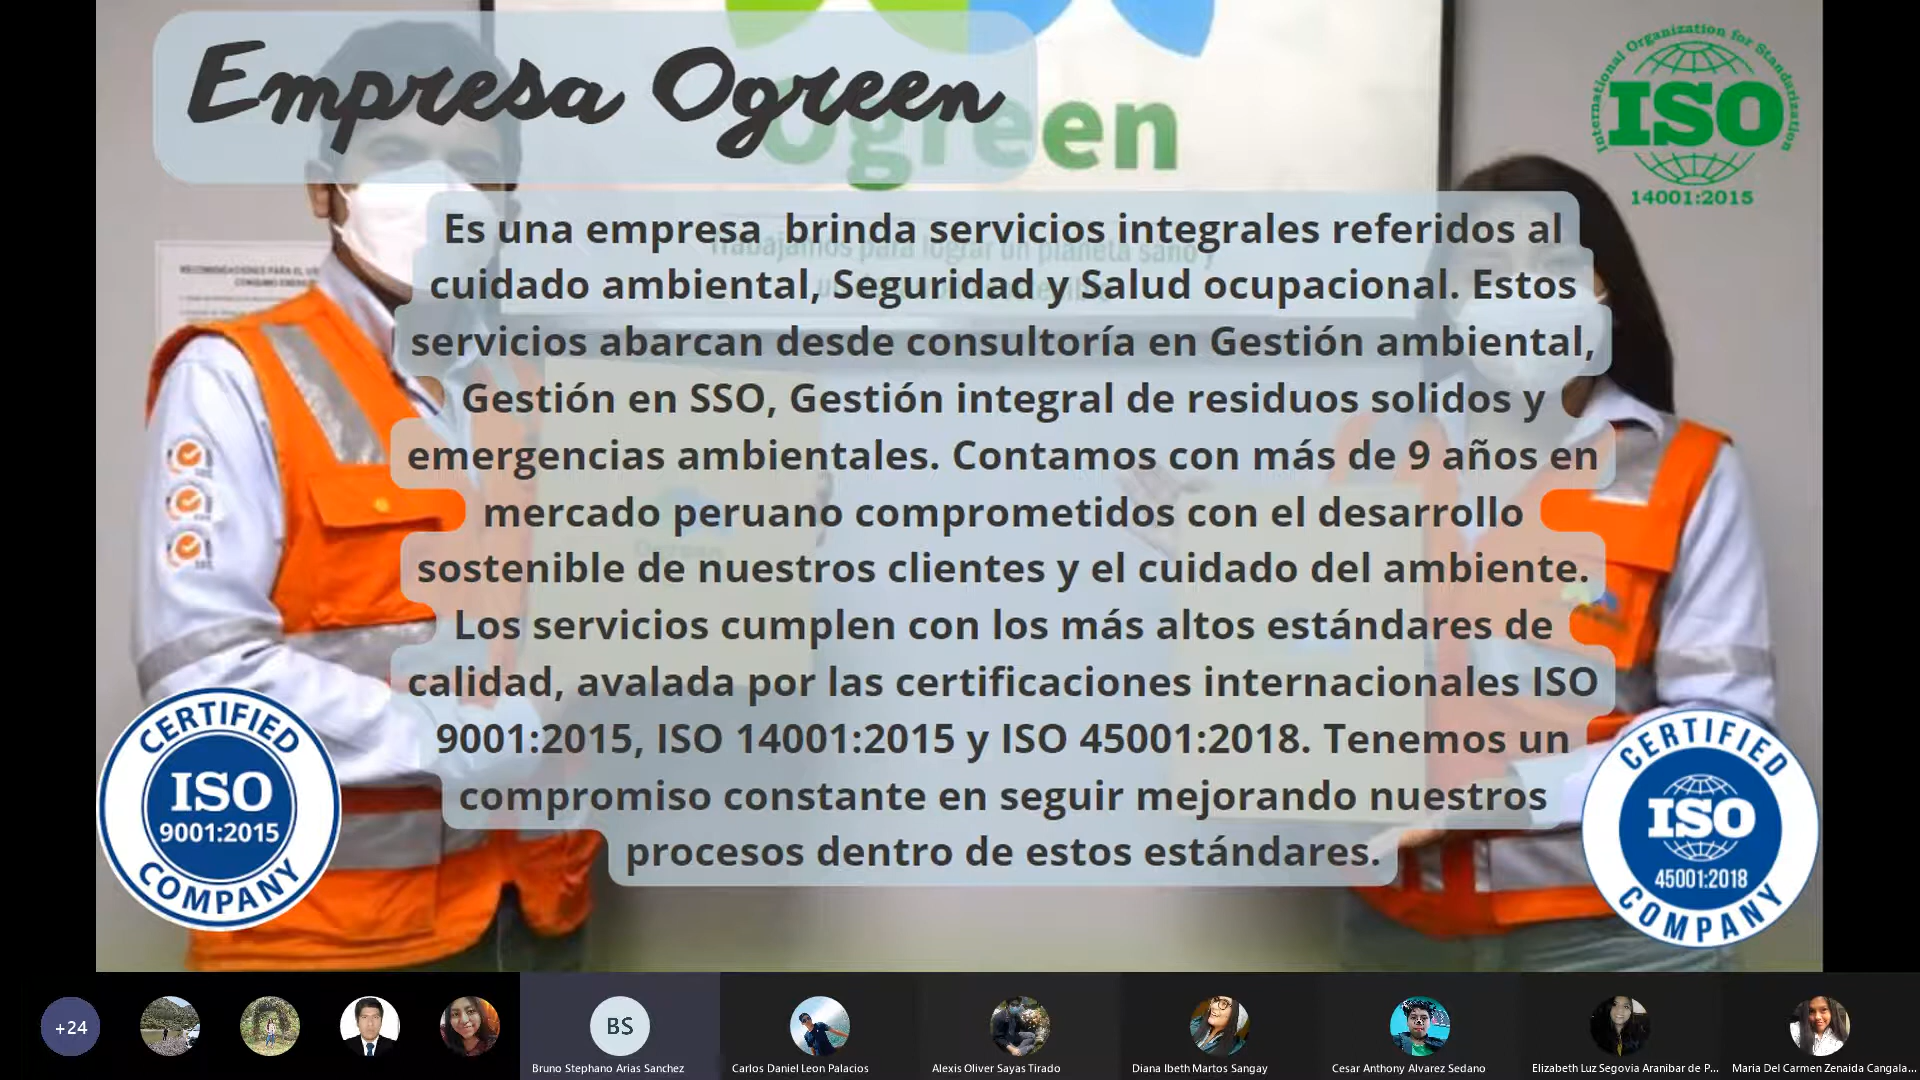 Empresa Ogreen
Ogreen
International Organization for Standarization
ISO
14001:2015
Es una empresa  brinda servicios integrales referidos al
cuidado ambiental, Seguridad y Salud ocupacional. Estos
servicios abarcan desde consultoría en Gestión ambiental,
Gestión en SSO, Gestión integral de residuos solidos y
emergencias ambientales. Contamos con más de 9 años en
mercado peruano comprometidos con el desarrollo
sostenible de nuestros clientes y el cuidado del ambiente.
Los servicios cumplen con los más altos estándares de
calidad, avalada por las certificaciones internacionales ISO
9001:2015, ISO 14001:2015 y ISO 45001:2018. Tenemos un
compromiso constante en seguir mejorando nuestros
procesos dentro de estos estándares.
Trabajamos para lograr un planeta sano y
CERTIFIED
ISO
9001:2015
COMPANY
CERTIFIED
ISO
45001:2018
COMPANY
+24
BS
Bruno Stephano Arias Sanchez
Carlos Daniel Leon Palacios
Alexis Oliver Sayas Tirado
Diana Ibeth Martos Sangay
Cesar Anthony Alvarez Sedano
Elizabeth Luz Segovia Aranibar de P...
Maria Del Carmen Zenaida Cangala...